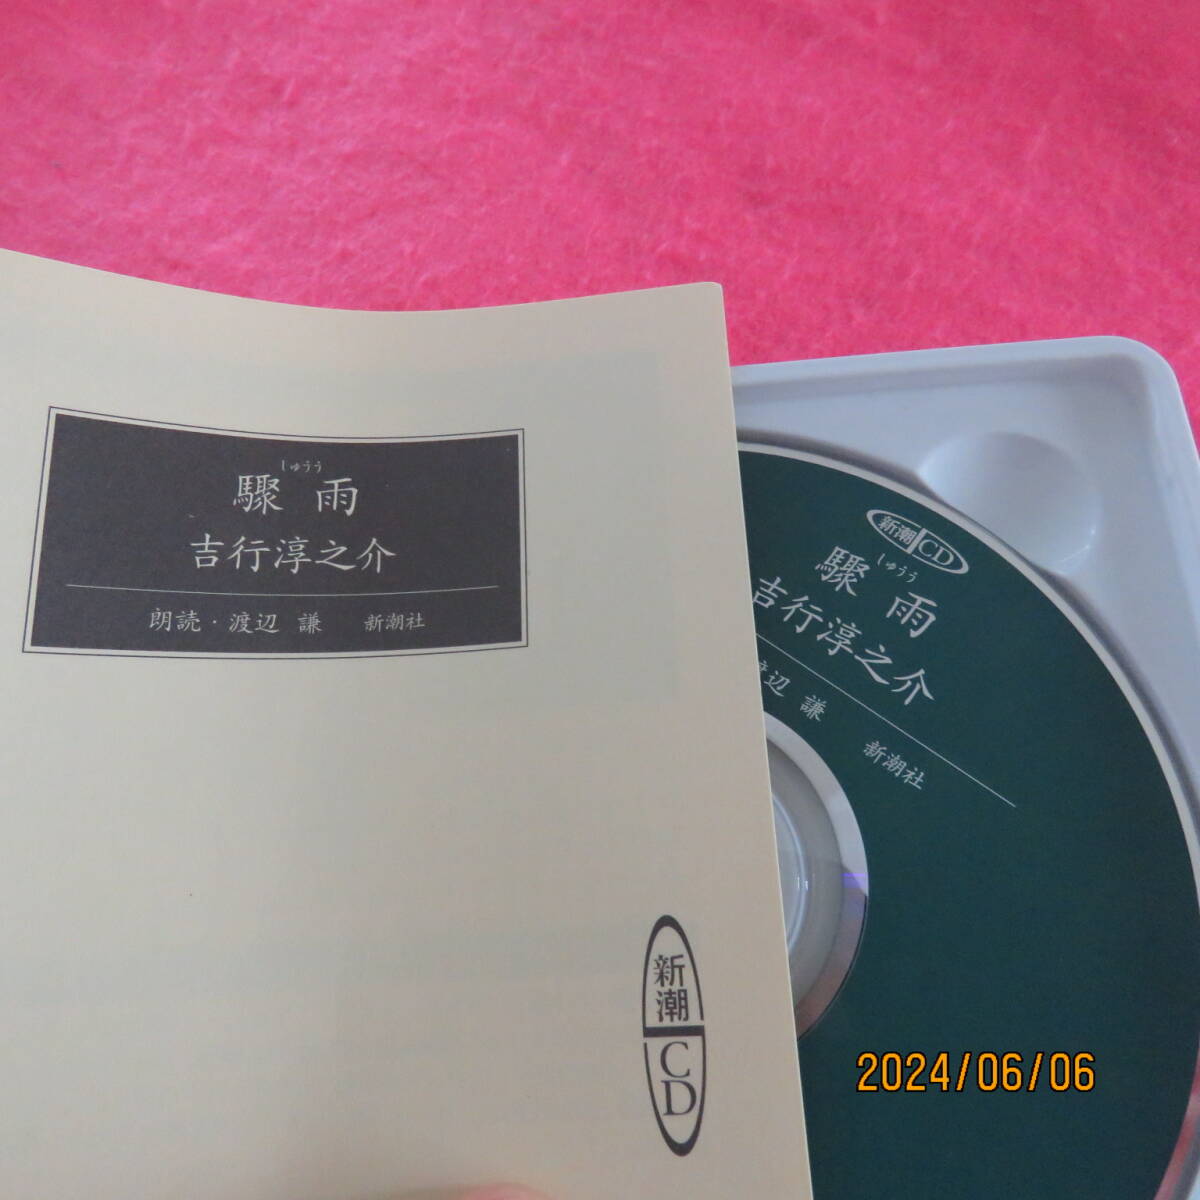 しゅうう
驟 雨
吉行淳之介
朗読・渡辺 謙 新潮社
新潮
CD
新潮CD
しゅうう
驟 雨
吉行淳之介
渡辺 謙 新潮社
2024/06/06